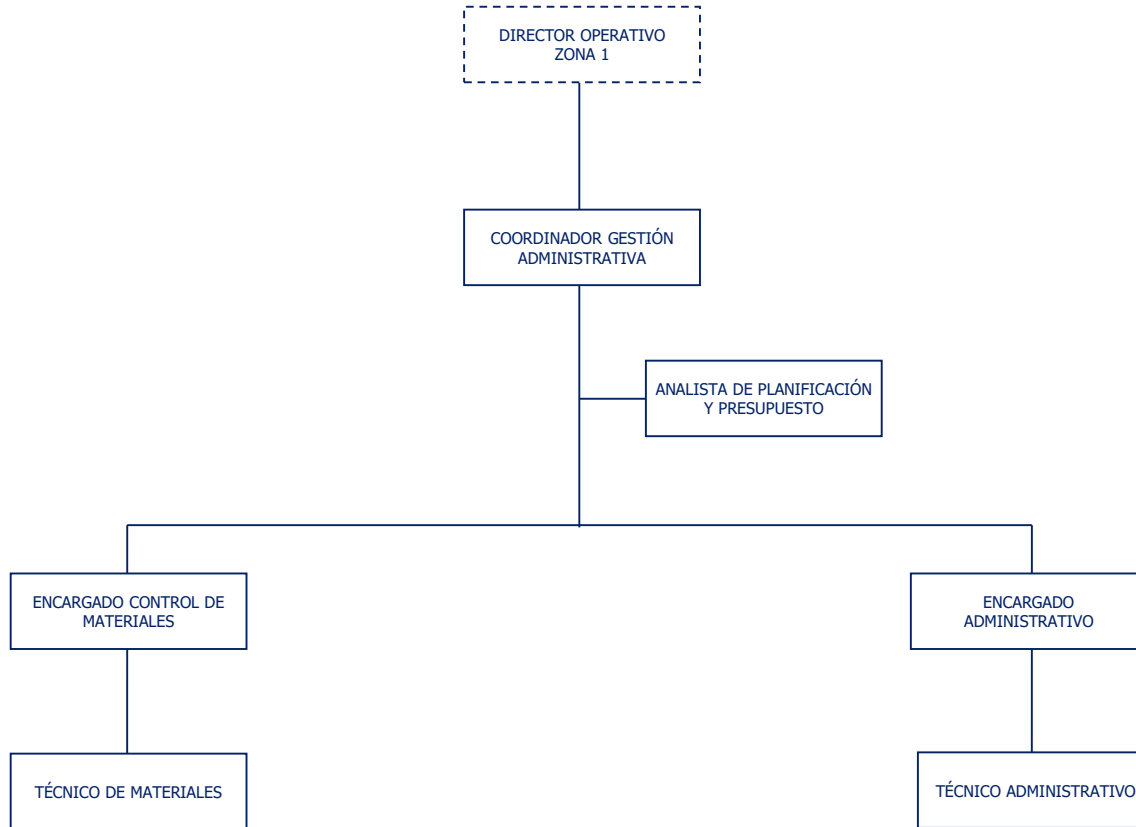 DIRECTOR OPERATIVO
ZONA 1
COORDINADOR GESTIÓN
ADMINISTRATIVA
ANALISTA DE PLANIFICACIÓN
Y PRESUPUESTO
ENCARGADO CONTROL DE
MATERIALES
ENCARGADO
ADMINISTRATIVO
TÉCNICO DE MATERIALES
TÉCNICO ADMINISTRATIVO